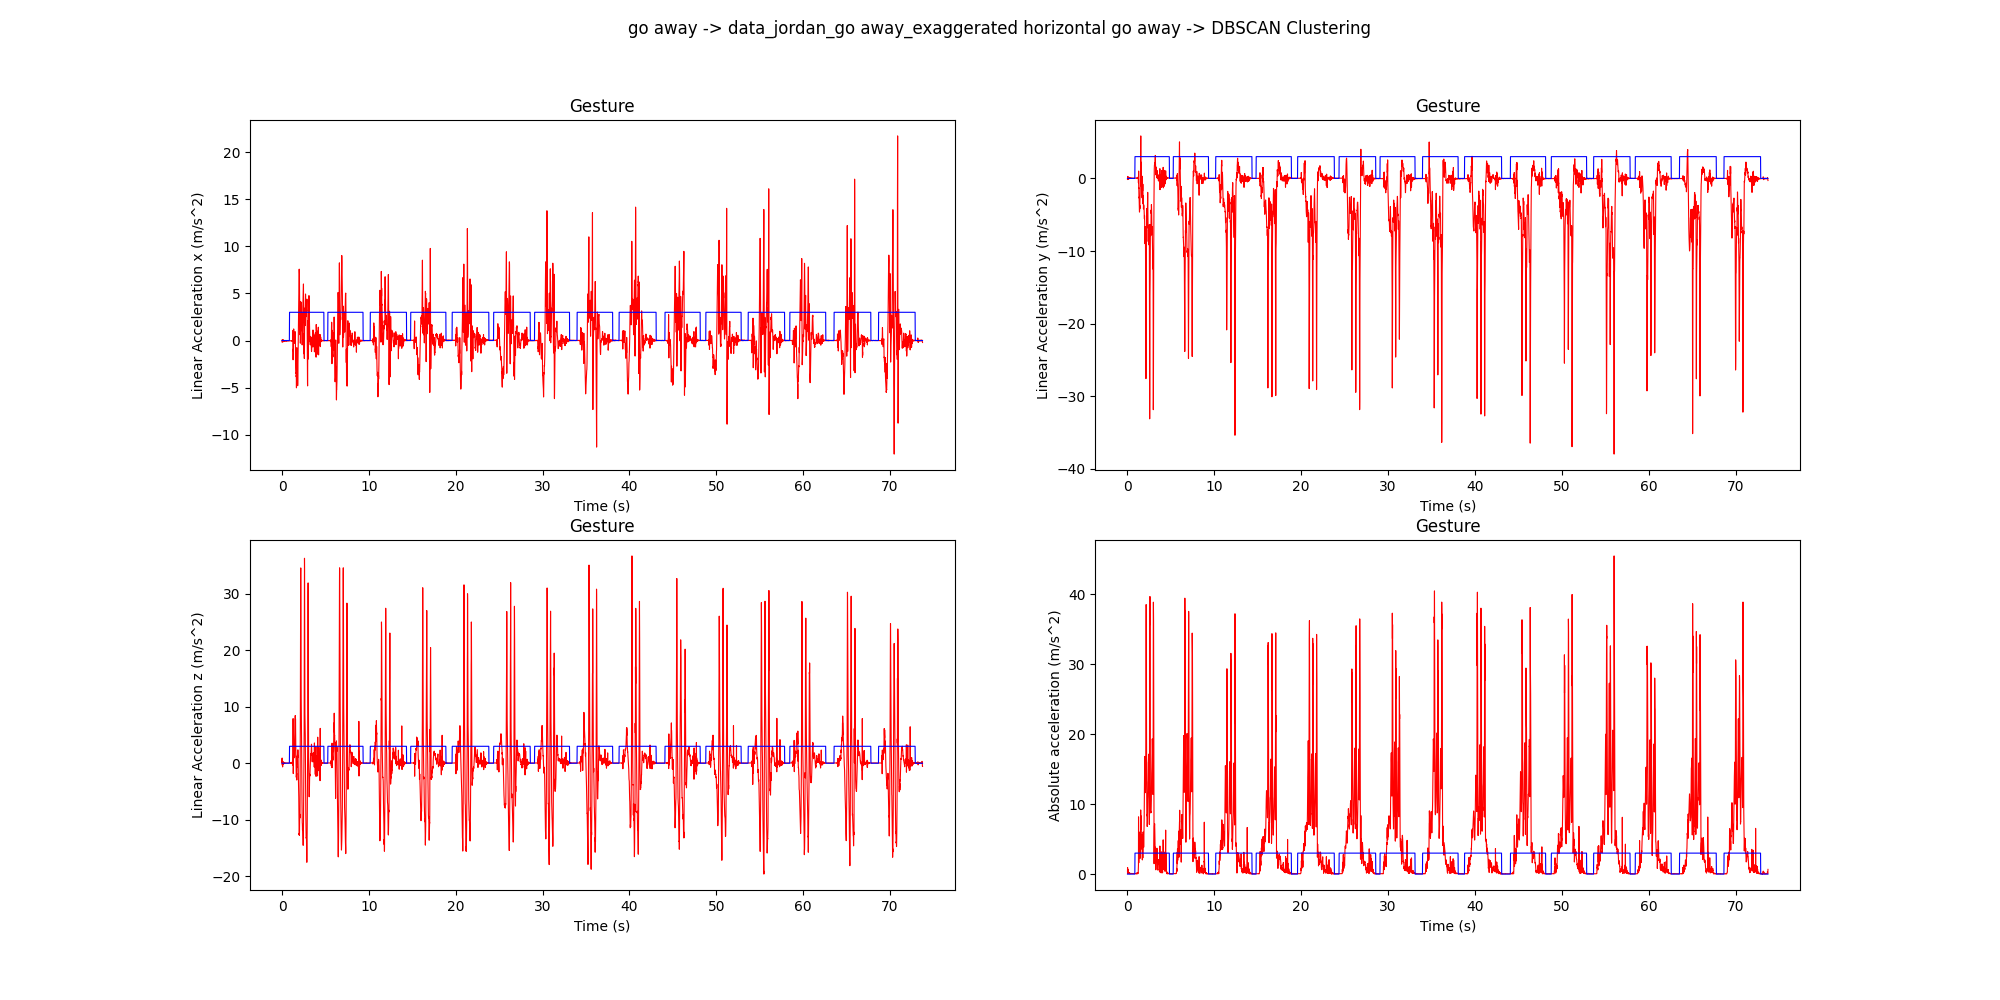 go away -> data_jordan_go away_exaggerated horizontal go away -> DBSCAN Clustering
Gesture
Linear Acceleration x (m/s^2)
20
15
10
5
0
−5
−10
0 10 20 30 40 50 60 70
Time (s)
Gesture
Linear Acceleration y (m/s^2)
0
−10
−20
−30
−40
0 10 20 30 40 50 60 70
Time (s)
Gesture
Linear Acceleration z (m/s^2)
30
20
10
0
−10
−20
0 10 20 30 40 50 60 70
Time (s)
Gesture
Absolute acceleration (m/s^2)
40
30
20
10
0
0 10 20 30 40 50 60 70
Time (s)